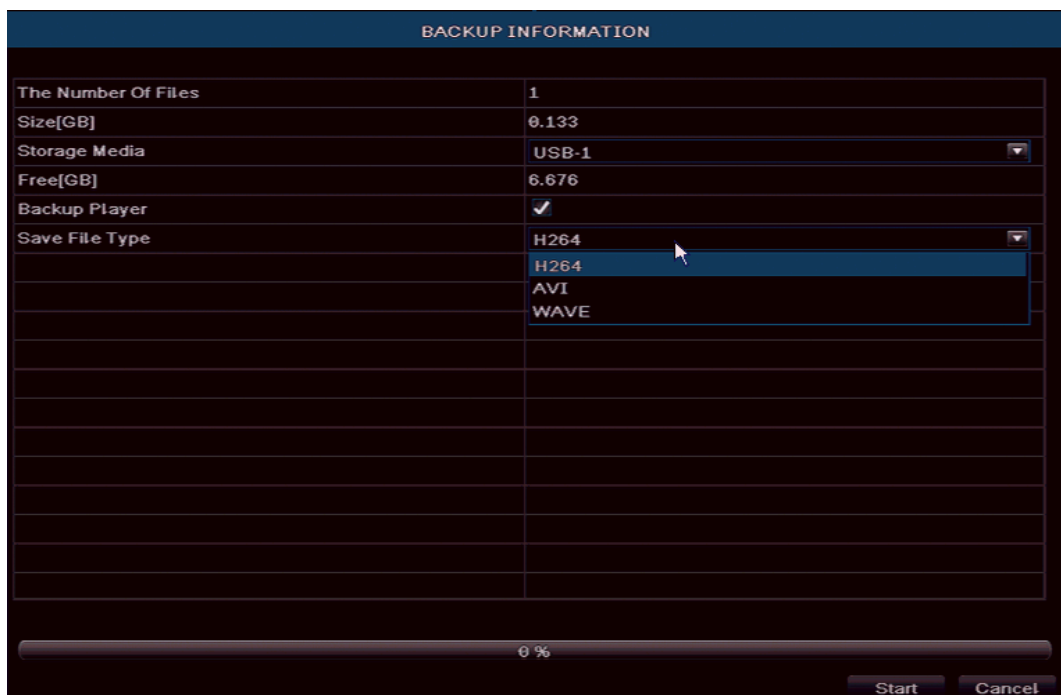 BACKUP INFORMATION
The Number Of Files 1
Size[GB] 0.133
Storage Media USB-1
Free[GB] 6.676
Backup Player
Save File Type H264
H264
AVI
WAVE
0 %
Start Cancel